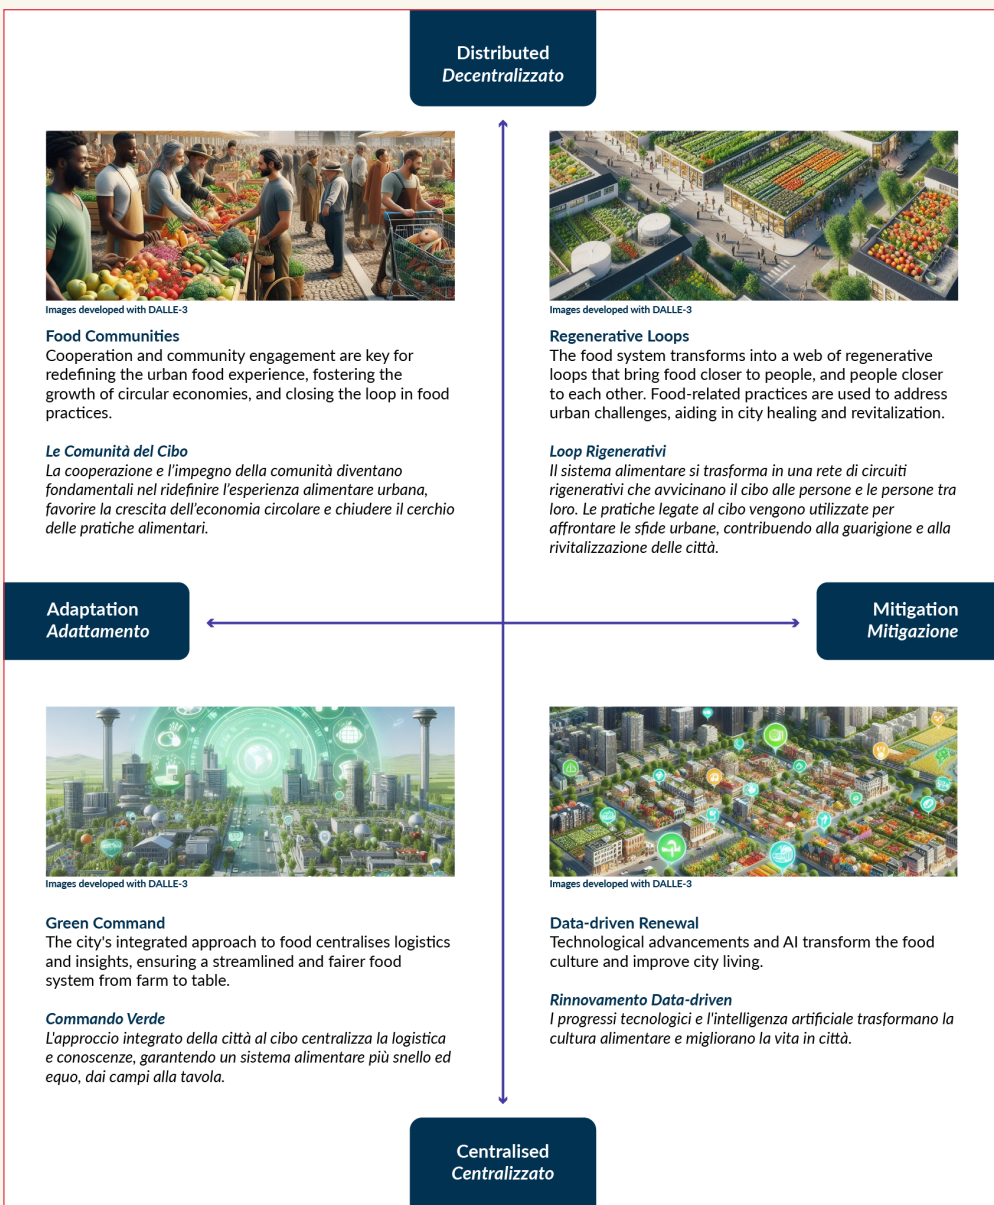 Distributed
Decentralizzato
Images developed with DALLE-3
Food Communities
Cooperation and community engagement are key for
redefining the urban food experience, fostering the
growth of circular economies, and closing the loop in food
practices.
Le Comunità del Cibo
La cooperazione e l'impegno della comunità diventano
fondamentali nel ridefinire l'esperienza alimentare urbana,
favorire la crescita dell'economia circolare e chiudere il cerchio
delle pratiche alimentari.
Images developed with DALLE-3
Regenerative Loops
The food system transforms into a web of regenerative
loops that bring food closer to people, and people closer
to each other. Food-related practices are used to address
urban challenges, aiding in city healing and revitalization.
Loop Rigenerativi
Il sistema alimentare si trasforma in una rete di circuiti
rigenerativi che avvicinano il cibo alle persone e le persone tra
loro. Le pratiche legate al cibo vengono utilizzate per
affrontare le sfide urbane, contribuendo alla guarigione e alla
rivitalizzazione delle città.
Adaptation
Adattamento
Mitigation
Mitigazione
Images developed with DALLE-3
Green Command
The city's integrated approach to food centralises logistics
and insights, ensuring a streamlined and fairer food
system from farm to table.
Commando Verde
L'approccio integrato della città al cibo centralizza la logistica
e conoscenze, garantendo un sistema alimentare più snello ed
equo, dai campi alla tavola.
Images developed with DALLE-3
Data-driven Renewal
Technological advancements and AI transform the food
culture and improve city living.
Rinnovamento Data-driven
I progressi tecnologici e l'intelligenza artificiale trasformano la
cultura alimentare e migliorano la vita in città.
Centralised
Centralizzato